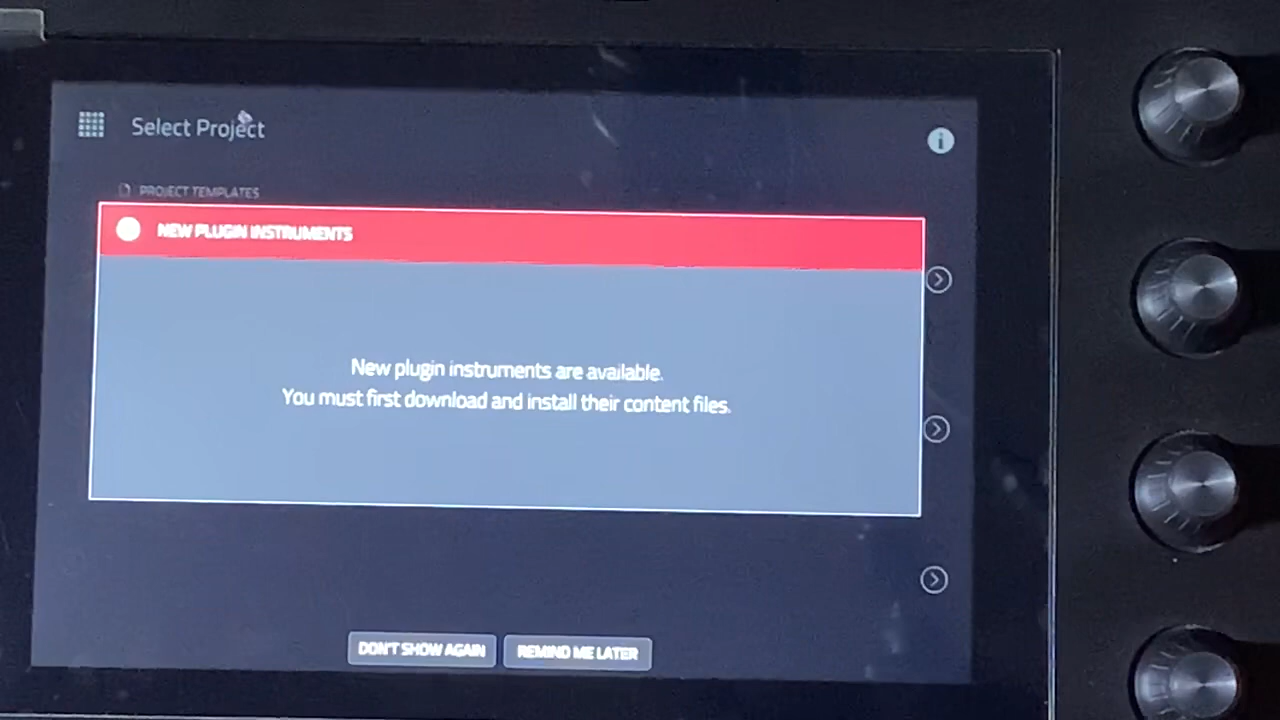 Select Project
PROJECT TEMPLATES
NEW PLUGIN INSTRUMENTS
New plugin instruments are available.
You must first download and install their content files.
DON'T SHOW AGAIN
REMIND ME LATER